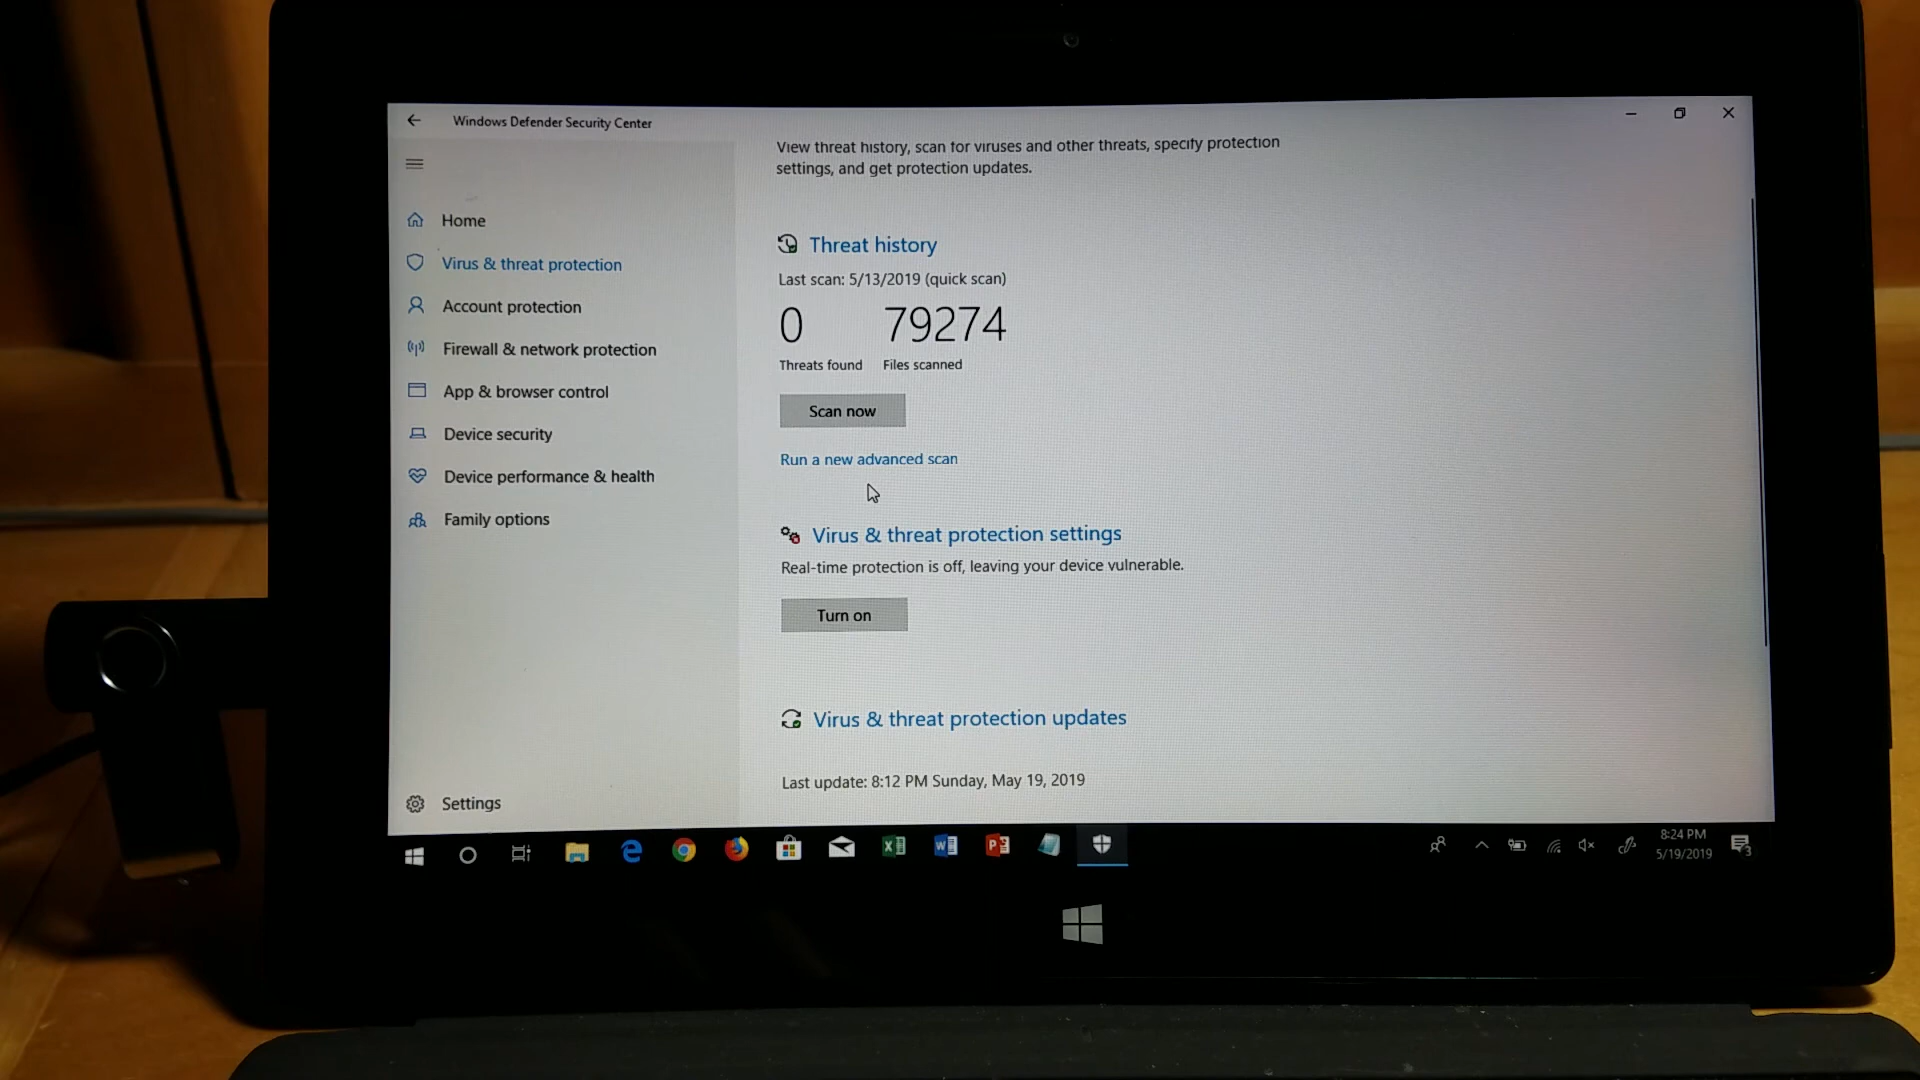 Windows Defender Security Center
View threat history, scan for viruses and other threats, specify protection
settings, and get protection updates.
Home
Virus & threat protection
Account protection
Firewall & network protection
App & browser control
Device security
Device performance & health
Family options
Settings
Threat history
Last scan: 5/13/2019 (quick scan)
0 79274
Threats found Files scanned
Scan now
Run a new advanced scan
Virus & threat protection settings
Real-time protection is off, leaving your device vulnerable.
Turn on
Virus & threat protection updates
Last update: 8:12 PM Sunday, May 19, 2019
8:24 PM
5/19/2019
3